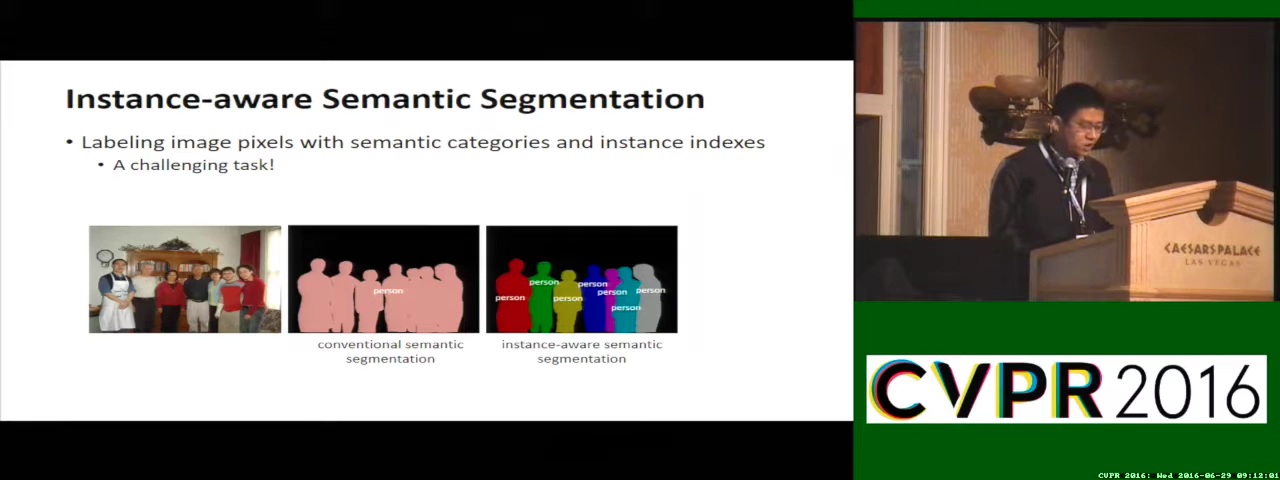 Instance-aware Semantic Segmentation
• Labeling image pixels with semantic categories and instance indexes
• A challenging task!
person
person
person
person
person
person
person
person
conventional semantic
segmentation
instance-aware semantic
segmentation
CAESARS PALACE
LAS VEGAS
CVPR 2016
CVPR 2016: Wed 2016-06-29 09:12:01